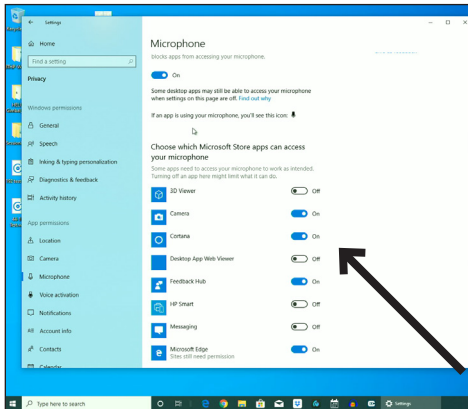 Settings
Home
Microphone
blocks apps from accessing your microphone.
Find a setting
On
Privacy
Some desktop apps may still be able to access your microphone
when settings on this page are off. Find out why
Windows permissions
If an app is using your microphone, you'll see this icon:
General
Speech
Choose which Microsoft Store apps can access
your microphone
Inking & typing personalization
Some apps need to access your microphone to work as intended.
Turning off an app here might limit what it can do.
Diagnostics & feedback
3D Viewer Off
Activity history
Camera On
App permissions
Cortana On
Location
Camera
Desktop App Web Viewer Off
Microphone
Feedback Hub On
Voice activation
HP Smart Off
Notifications
Messaging Off
Account info
Microsoft Edge On
Sites still need permission
Contacts
Calendar
Type here to search
Settings